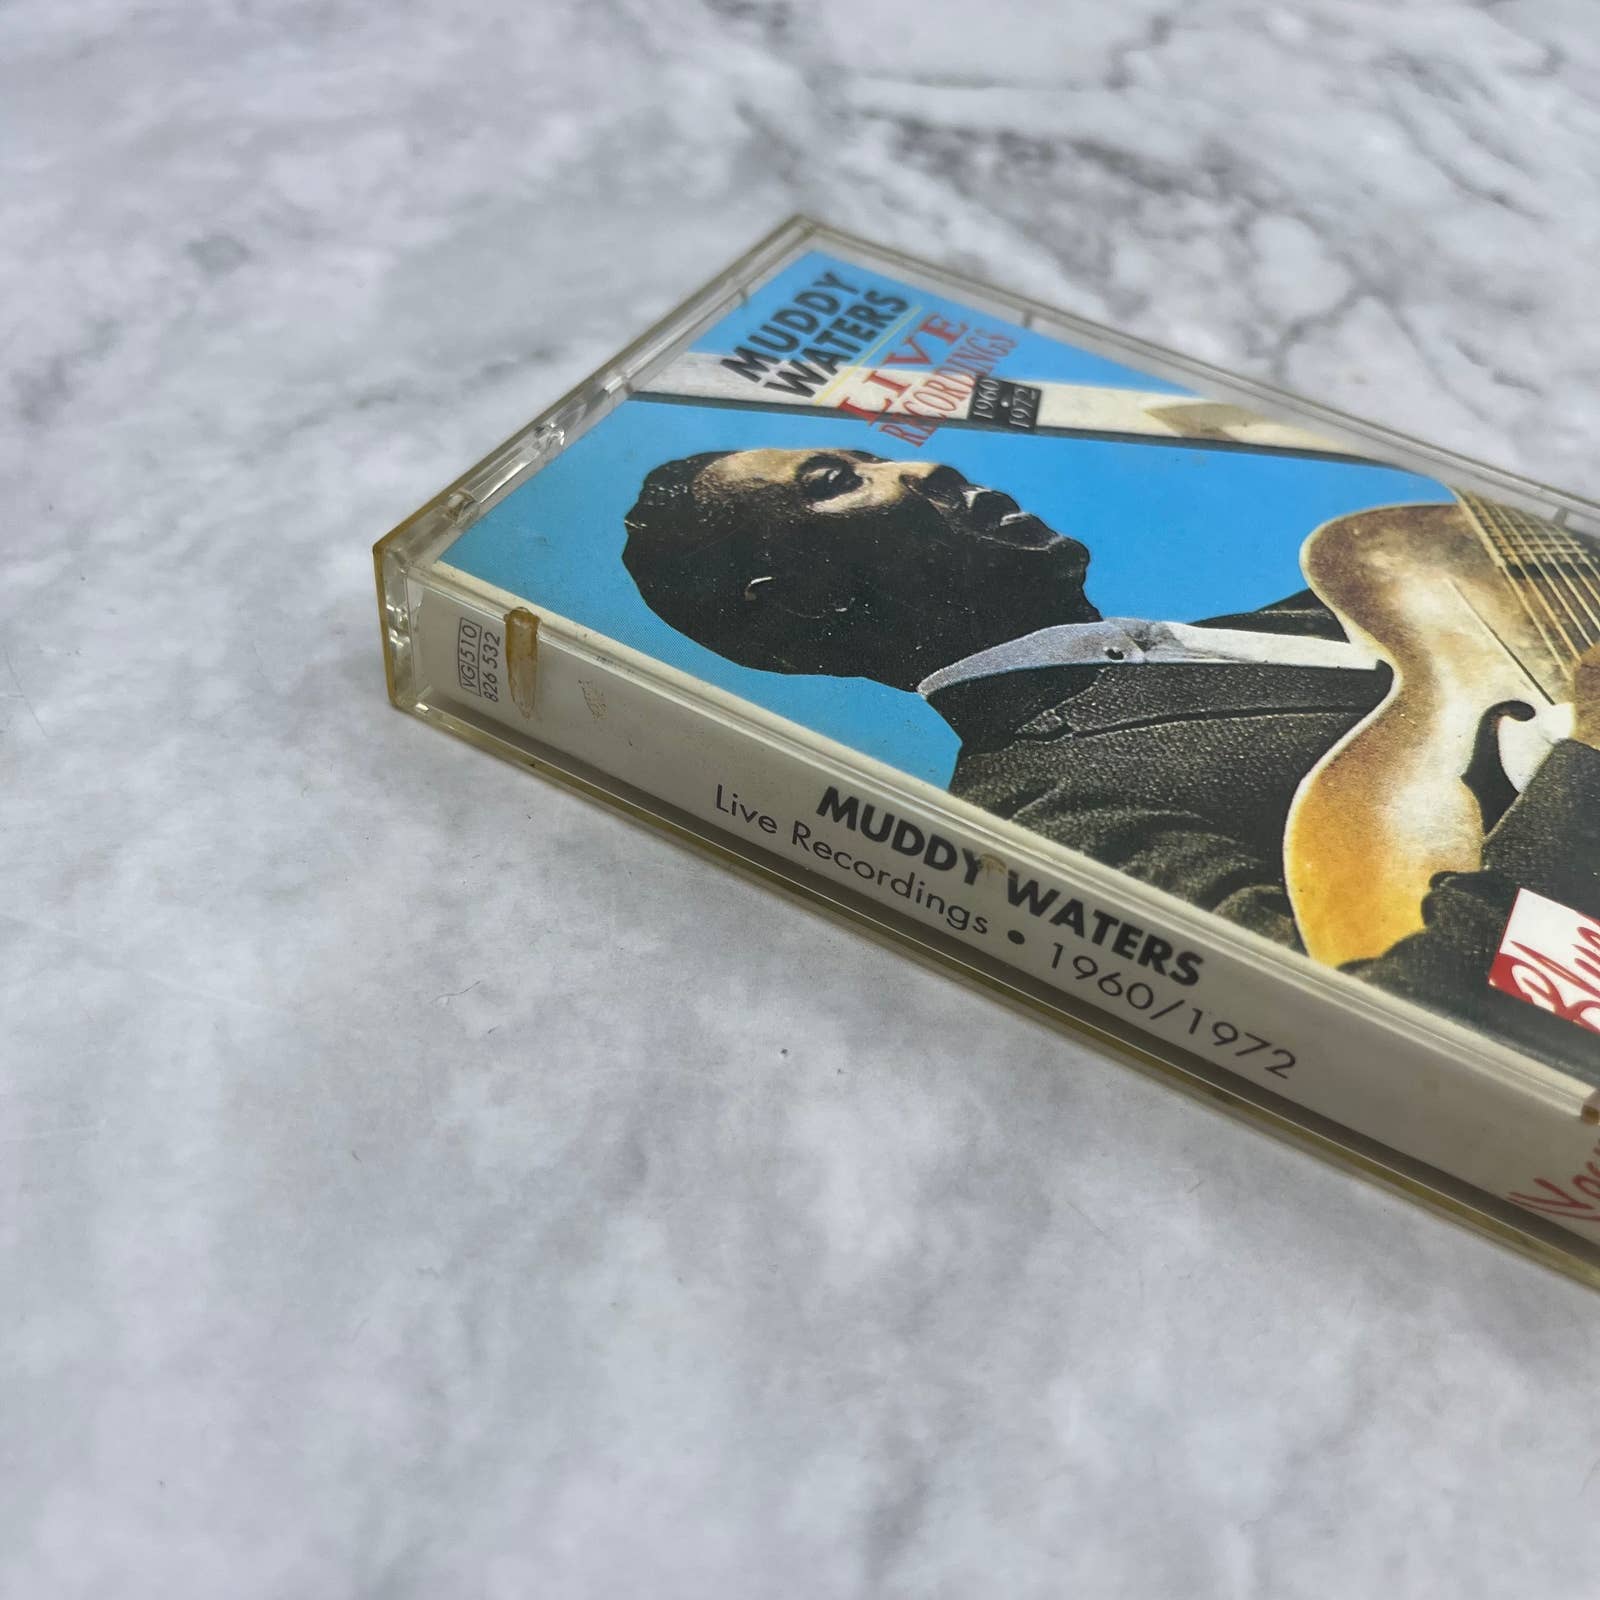 MUDDY
WATERS
LIVE
RECORDINGS
1960
•
1972
VG 510
826 532
MUDDY WATERS
Live Recordings • 1960/1972